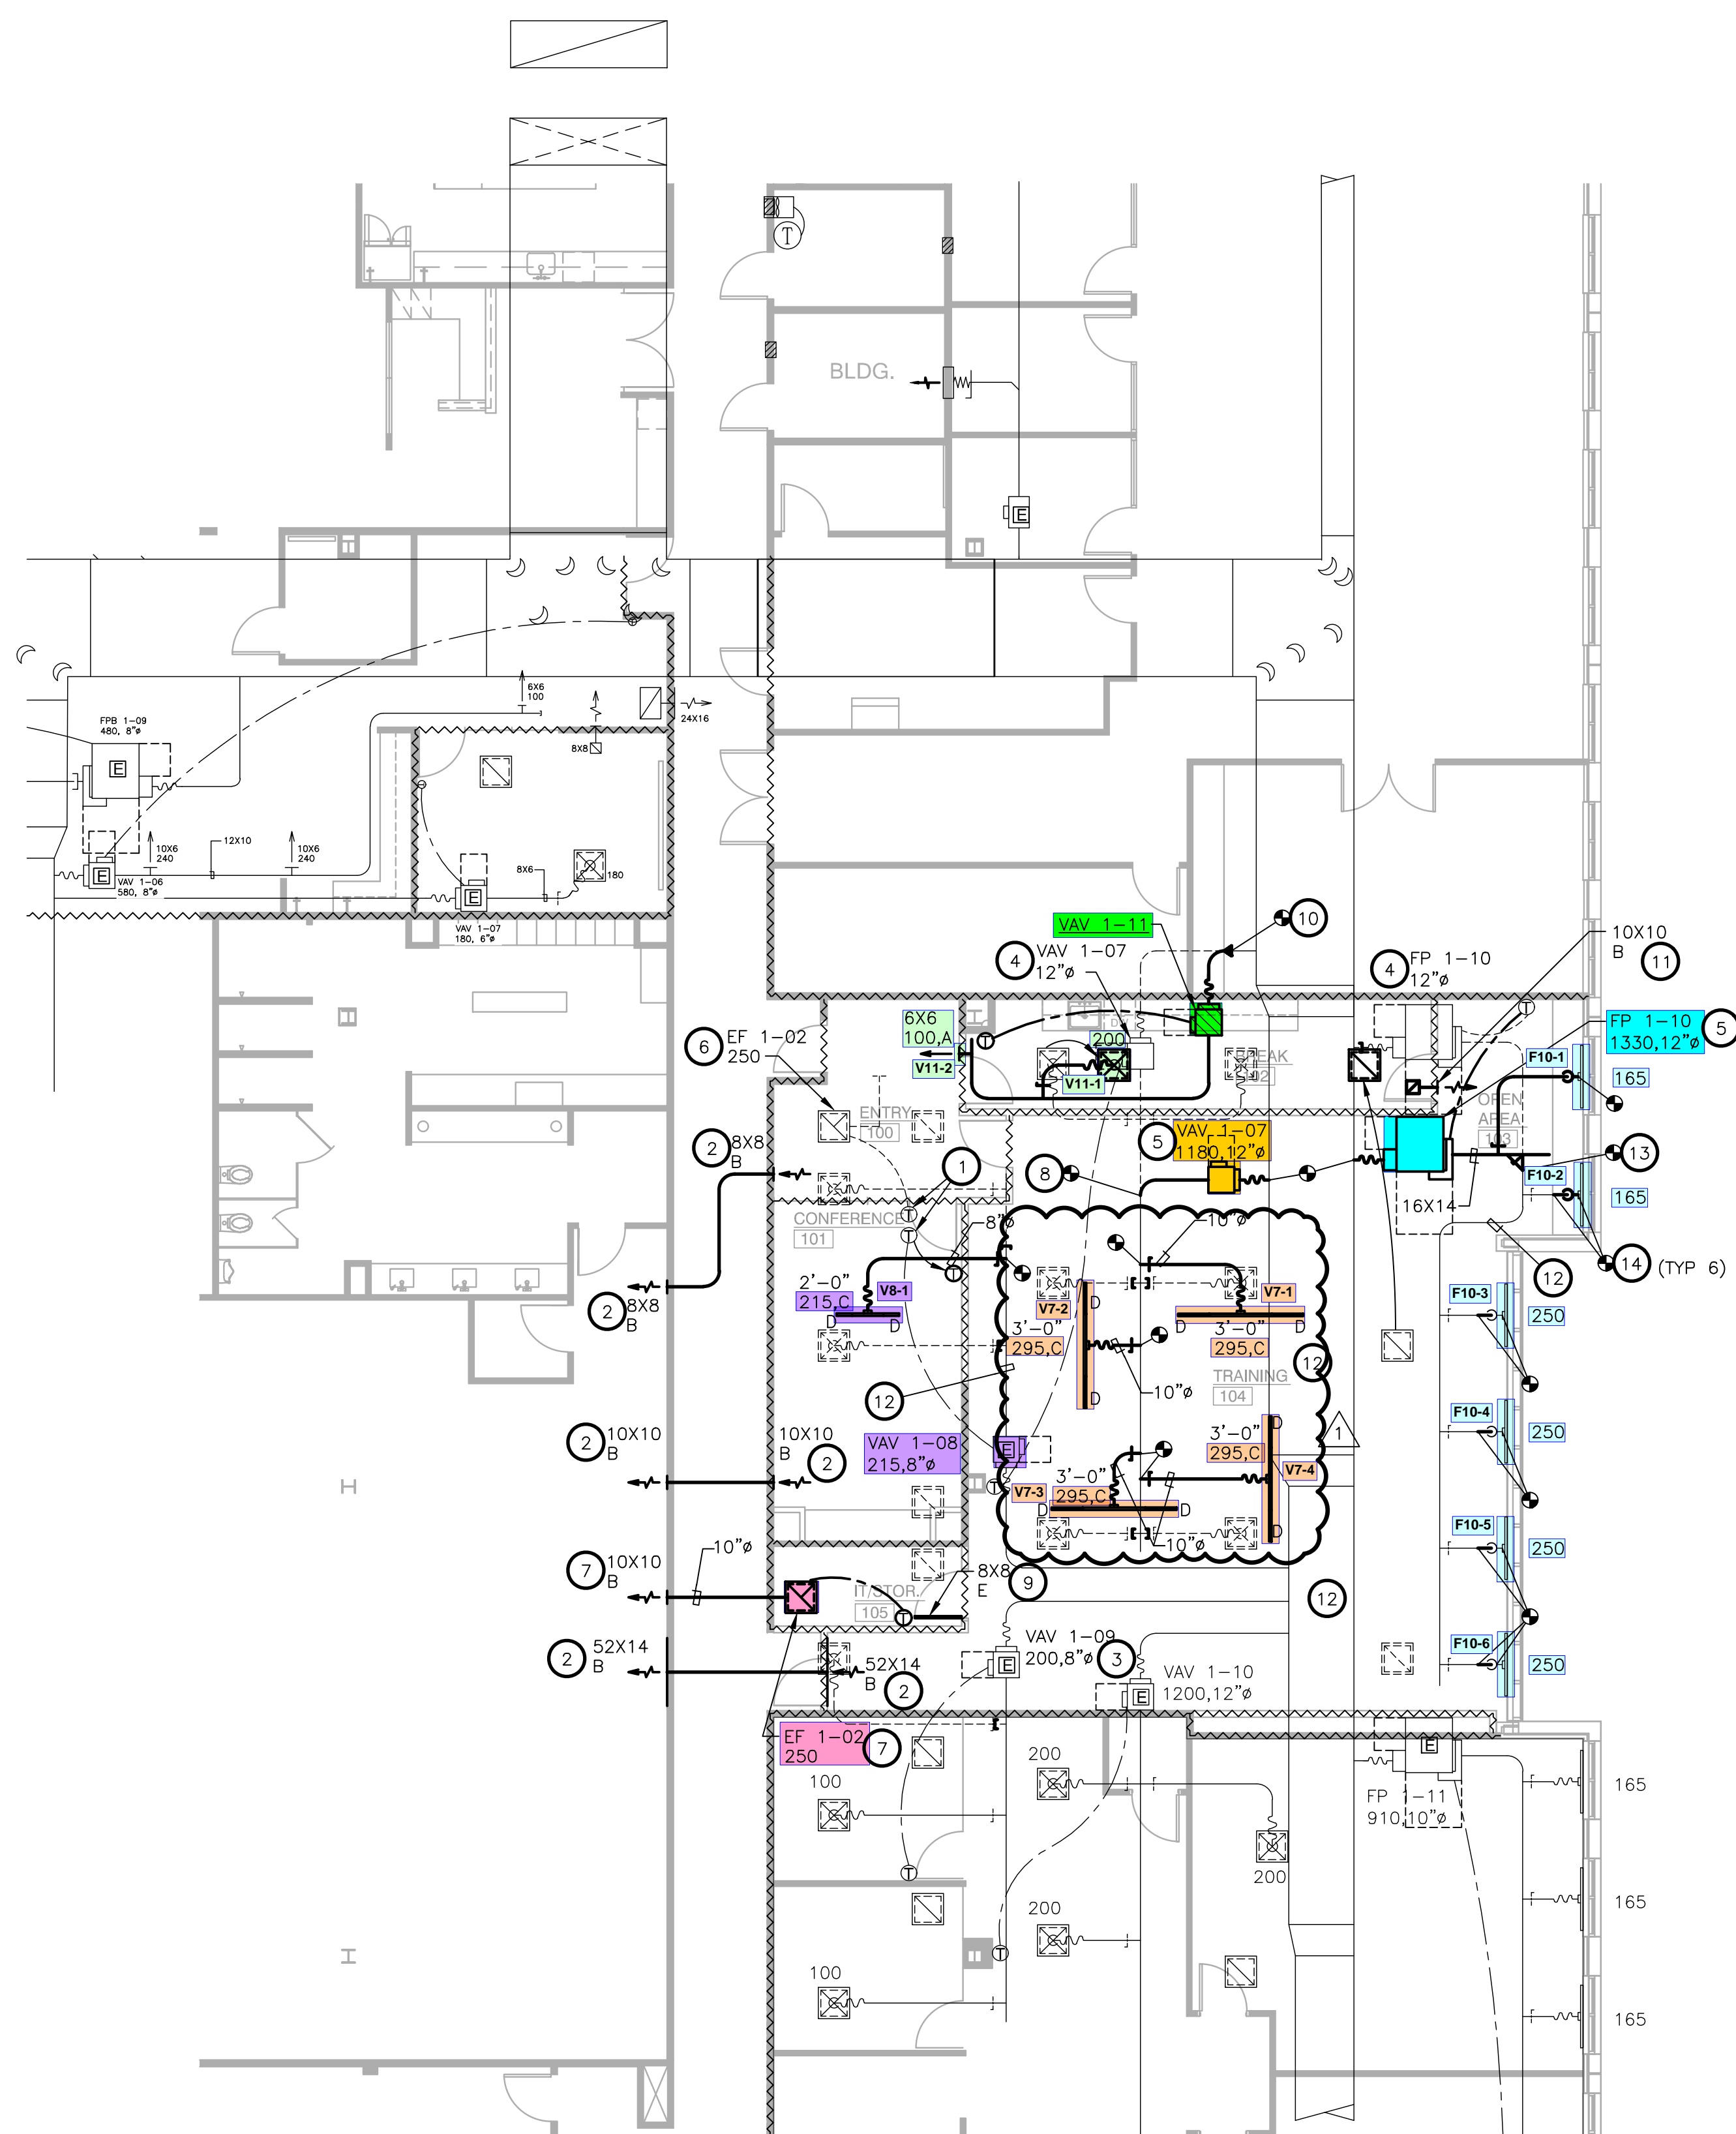 T
BLDG.
E
6X6
100
24X16
8X8
FPB 1-09
480, 8"ø
E
10X6
240
12X10
10X6
240
E
VAV 1-06
580, 8"ø
8X6
180
E
VAV 1-07
180, 6"ø
VAV 1-11
10
4
VAV 1-07
12"ø
4
FP 1-10
12"ø
10X10
B
11
6X6
100,A
200
V11-2
V11-1
BREAK
102
T
T
FP 1-10
1330,12"ø
5
F10-1
165
6
EF 1-02
250
ENTRY
100
OPEN
AREA
103
2
8X8
B
1
5
VAV 1-07
1180,12"ø
8
13
F10-2
165
16X14
CONFERENCE
101
T
T
T
8"ø
10"ø
12
14
(TYP 6)
2
8X8
B
2'-0"
215,C
V8-1
D
D
V7-2
D
D
3'-0"
295,C
V7-1
D
D
3'-0"
295,C
F10-3
250
12
10"ø
TRAINING
104
12
2
10X10
B
10X10
B
2
VAV 1-08
215,8"ø
E
T
3'-0"
295,C
V7-4
D
D
1
F10-4
250
V7-3
3'-0"
295,C
D
D
10"ø
F10-5
250
7
10X10
B
10"ø
IT/STOR.
105
T
8X8
E
9
12
F10-6
250
2
52X14
B
52X14
B
2
VAV 1-09
200,8"ø
E
3
VAV 1-10
1200,12"ø
E
EF 1-02
250
7
E
FP 1-11
910,10"ø
100
200
165
200
T
165
100
200
T
165